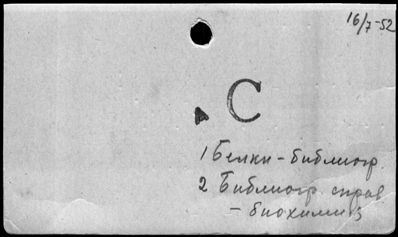 16/7-52
С
1 Белки-библиогр
2 Библиогр справ
- биохимия